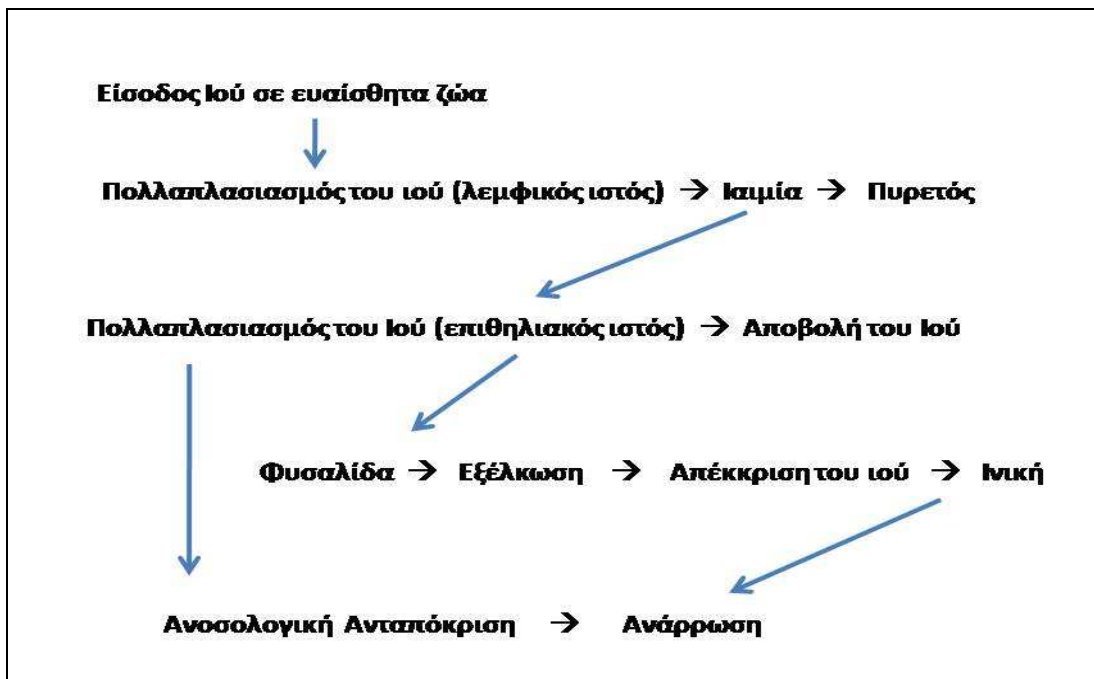 Είσοδος Ιού σε ευαίσθητα ζώα
Πολλαπλασιασμός του ιού (λεμφικός ιστός) → Ιαιμία → Πυρετός
Πολλαπλασιασμός του Ιού (επιθηλιακός ιστός) → Αποβολή του Ιού
Φυσαλίδα → Εξέλκωση → Απέκκριση του ιού → Ινική
Ανοσολογική Ανταπόκριση → Ανάρρωση